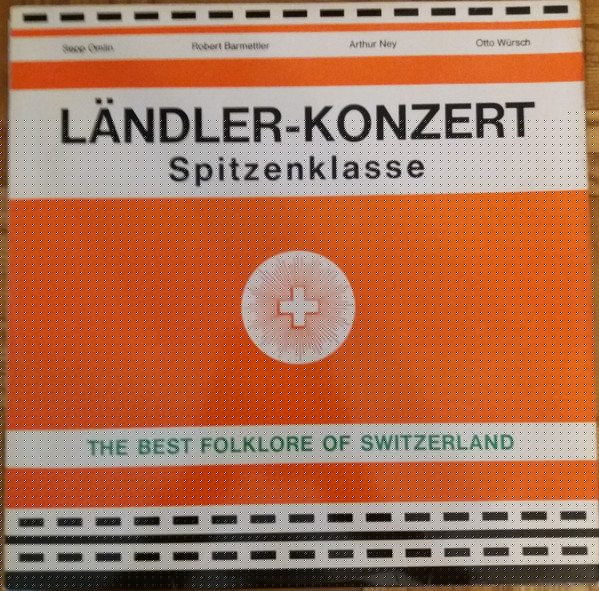 Sepp Omlin Robert Barmettler Arthur Ney Otto Würsch
LÄNDLER-KONZERT
Spitzenklasse
THE BEST FOLKLORE OF SWITZERLAND